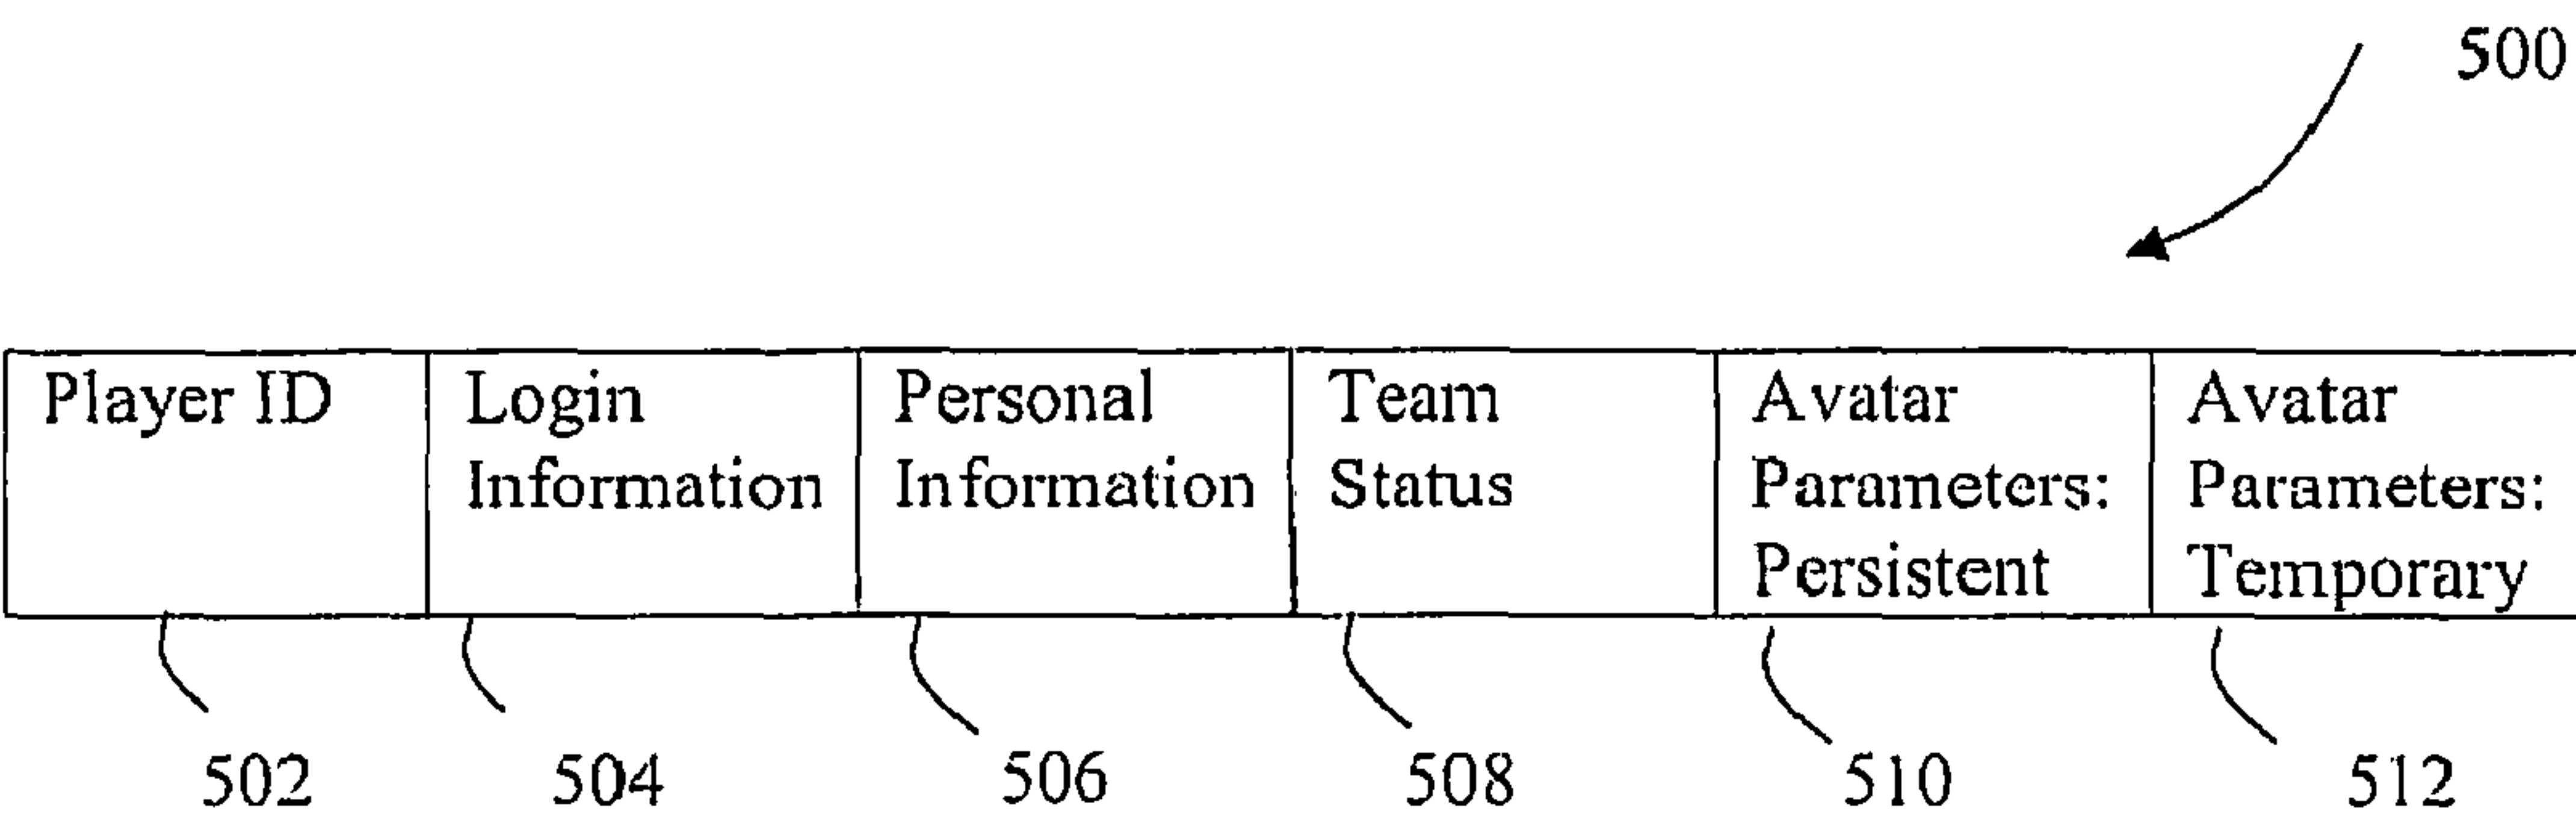 500
Player ID
Login
Information
Personal
Information
Team
Status
Avatar
Parameters:
Persistent
Avatar
Parameters:
Temporary
502
504
506
508
510
512